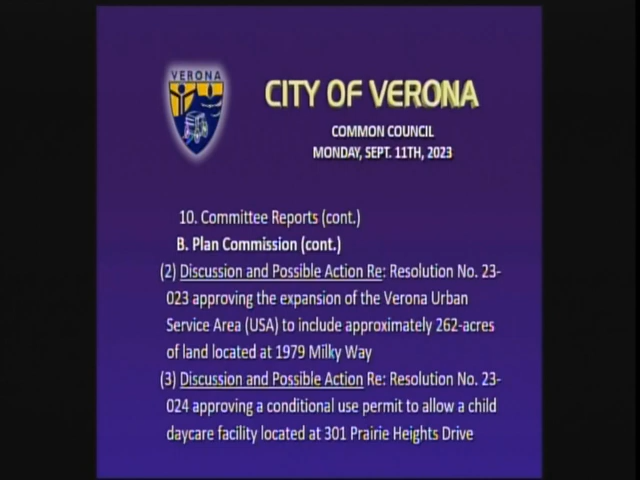 VERONA
CITY OF VERONA
COMMON COUNCIL
MONDAY, SEPT. 11TH, 2023
10. Committee Reports (cont.)
B. Plan Commission (cont.)
(2) Discussion and Possible Action Re: Resolution No. 23-
023 approving the expansion of the Verona Urban
Service Area (USA) to include approximately 262-acres
of land located at 1979 Milky Way
(3) Discussion and Possible Action Re: Resolution No. 23-
024 approving a conditional use permit to allow a child
daycare facility located at 301 Prairie Heights Drive